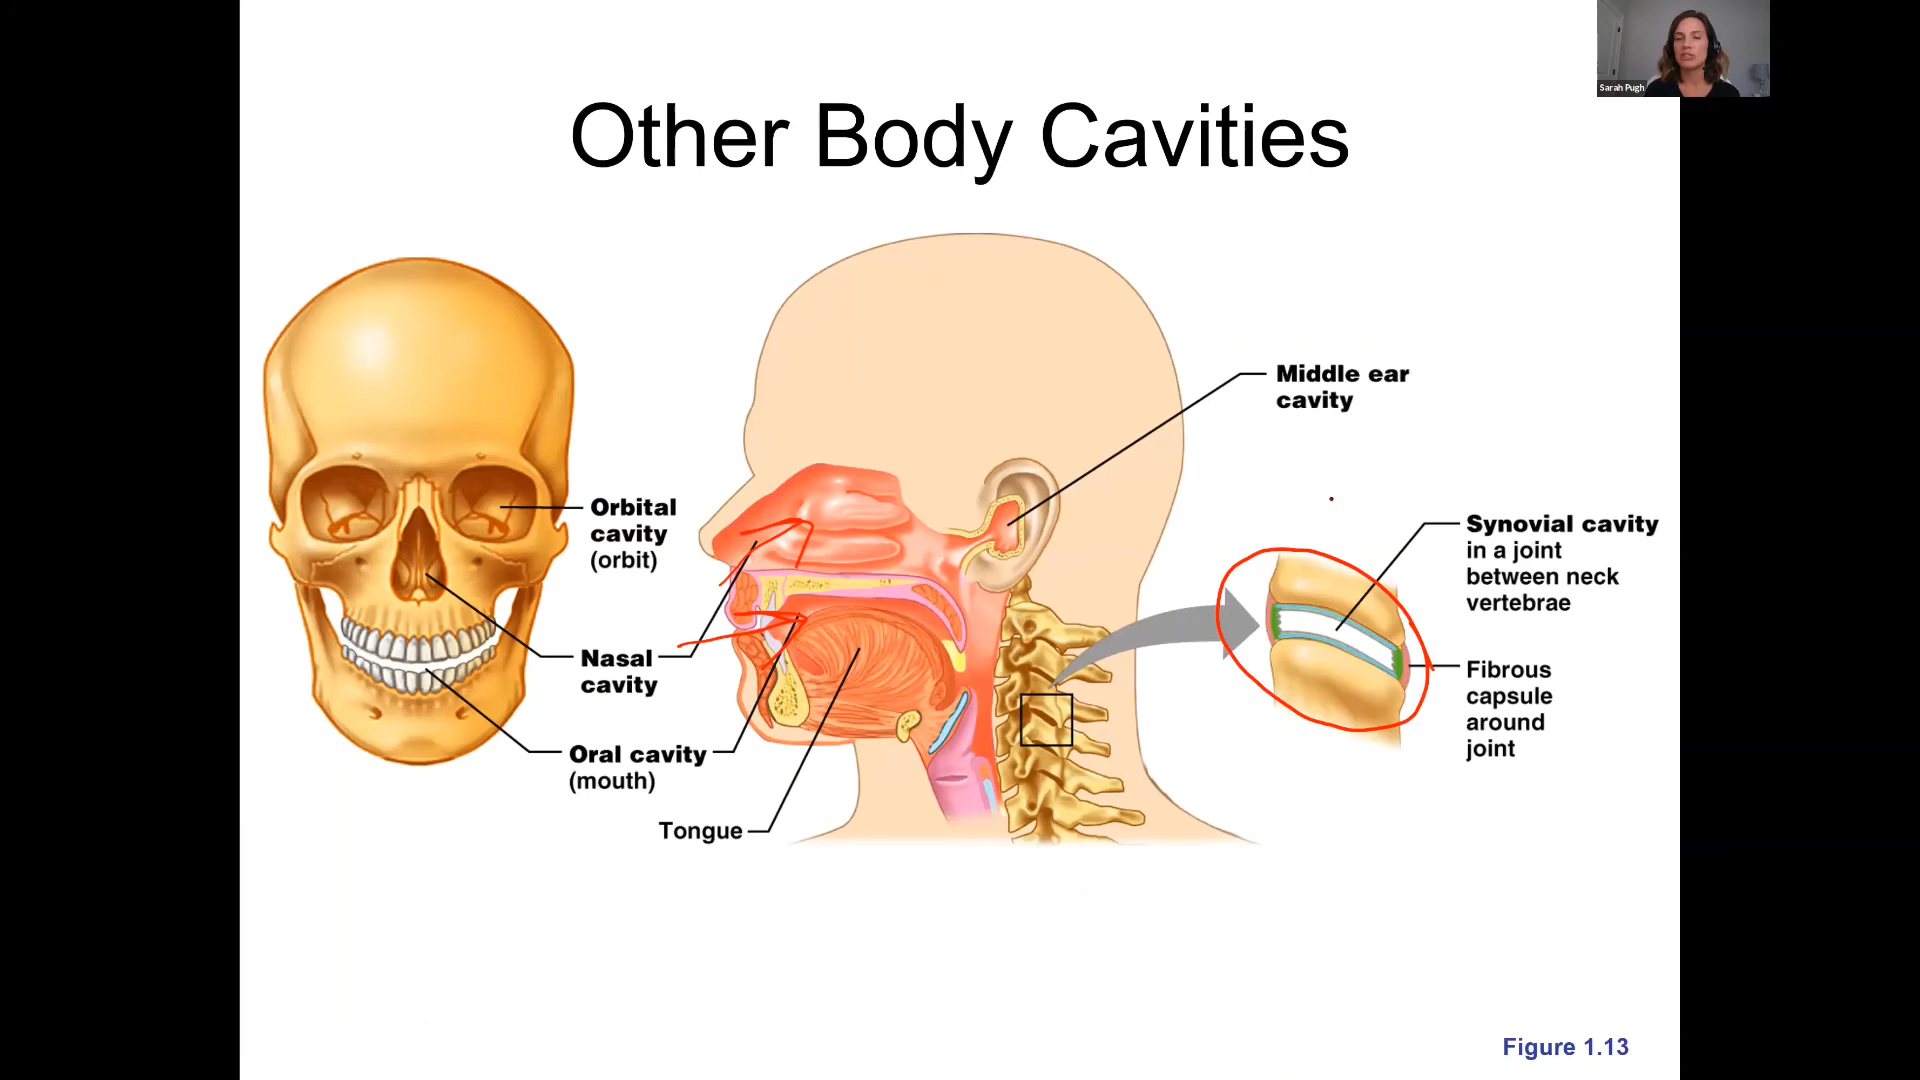 Sarah Pugh
Other Body Cavities
Middle ear
cavity
Orbital
cavity
(orbit)
Synovial cavity
in a joint
between neck
vertebrae
Nasal
cavity
Fibrous
capsule
around
joint
Oral cavity
(mouth)
Tongue
Figure 1.13